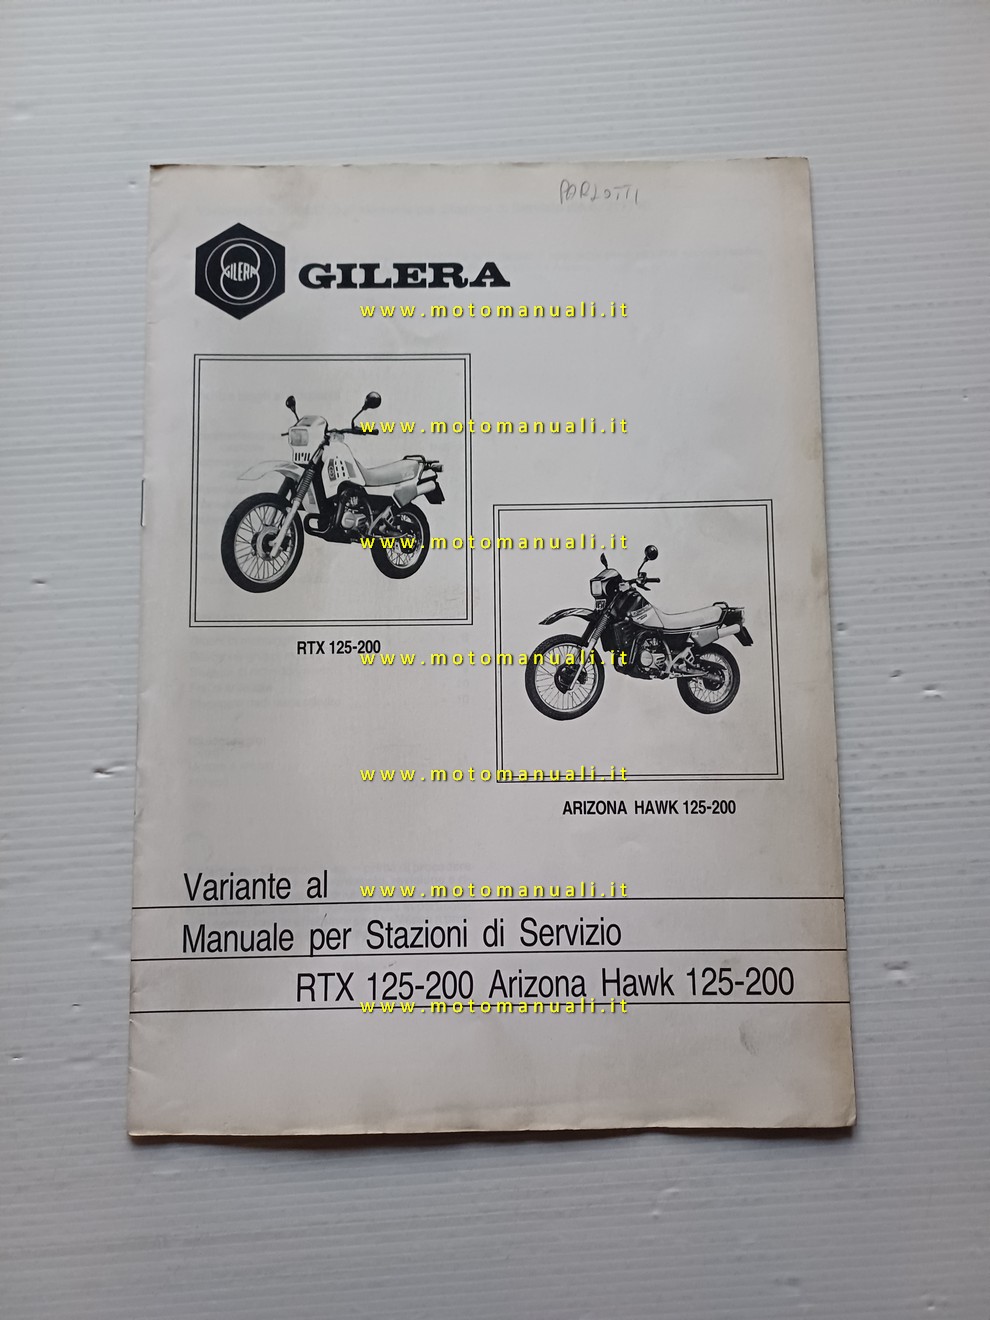 PARLOTTI
GILERA
GILERA
www.motomanuali.it
www.motomanuali.it
www.motomanuali.it
RTX 125-200
www.motomanuali.it
www.motomanuali.it
ARIZONA HAWK 125-200
Variante al
www.motomanuali.it
Manuale per Stazioni di Servizio
RTX 125-200 Arizona Hawk 125-200
www.motomanuali.it